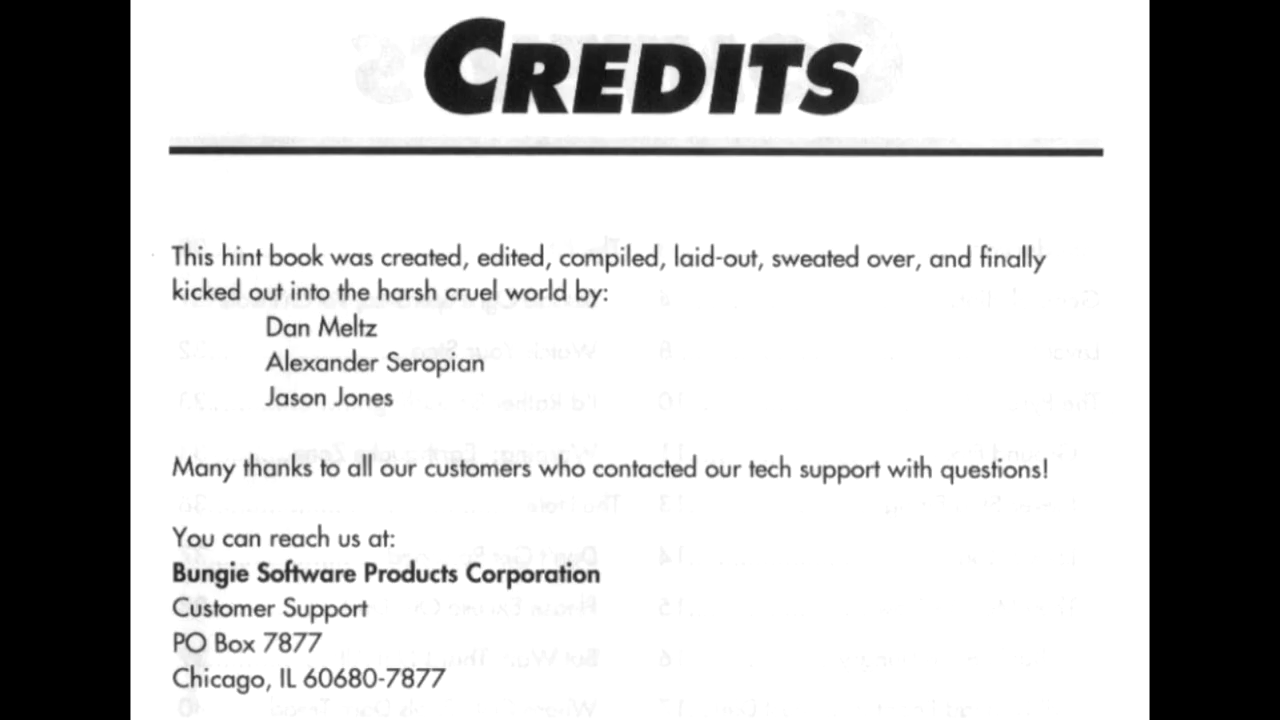 CREDITS
This hint book was created, edited, compiled, laid-out, sweated over, and finally
kicked out into the harsh cruel world by:
Dan Meltz
Alexander Seropian
Jason Jones
Many thanks to all our customers who contacted our tech support with questions!
You can reach us at:
Bungie Software Products Corporation
Customer Support
PO Box 7877
Chicago, IL 60680-7877